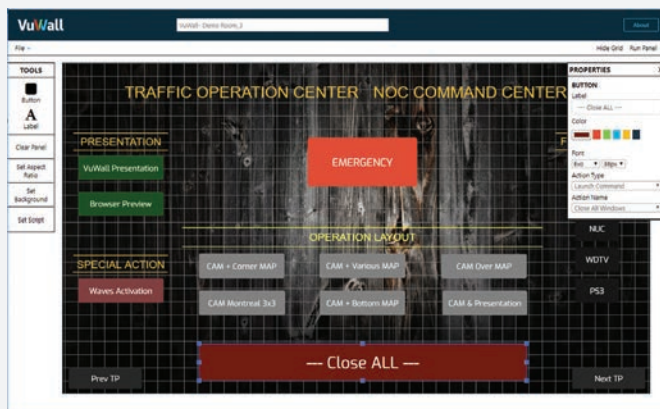 VuWall
VuWall- Demo Room_1
About
File
Hide Grid Run Panel
TOOLS
Button
A
Label
Clear Panel
Set Aspect
Ratio
Set
Background
Set Script
TRAFFIC OPERATION CENTER NOC COMMAND CENTER
PRESENTATION
VuWall Presentation
Browser Preview
EMERGENCY
F
OPERATION LAYOUT
SPECIAL ACTION
Waves Activation
CAM + Corner MAP
CAM + Various MAP
CAM Over MAP
CAM Montreal 3x3
CAM + Bottom MAP
CAM & Presentation
NUC
WDTV
PS3
--- Close ALL ---
Prev TP
Next TP
PROPERTIES
BUTTON
Label
--- Close ALL ---
Color
Font
Exo
38px
Action Type
Launch Command
Action Name
Close All Windows